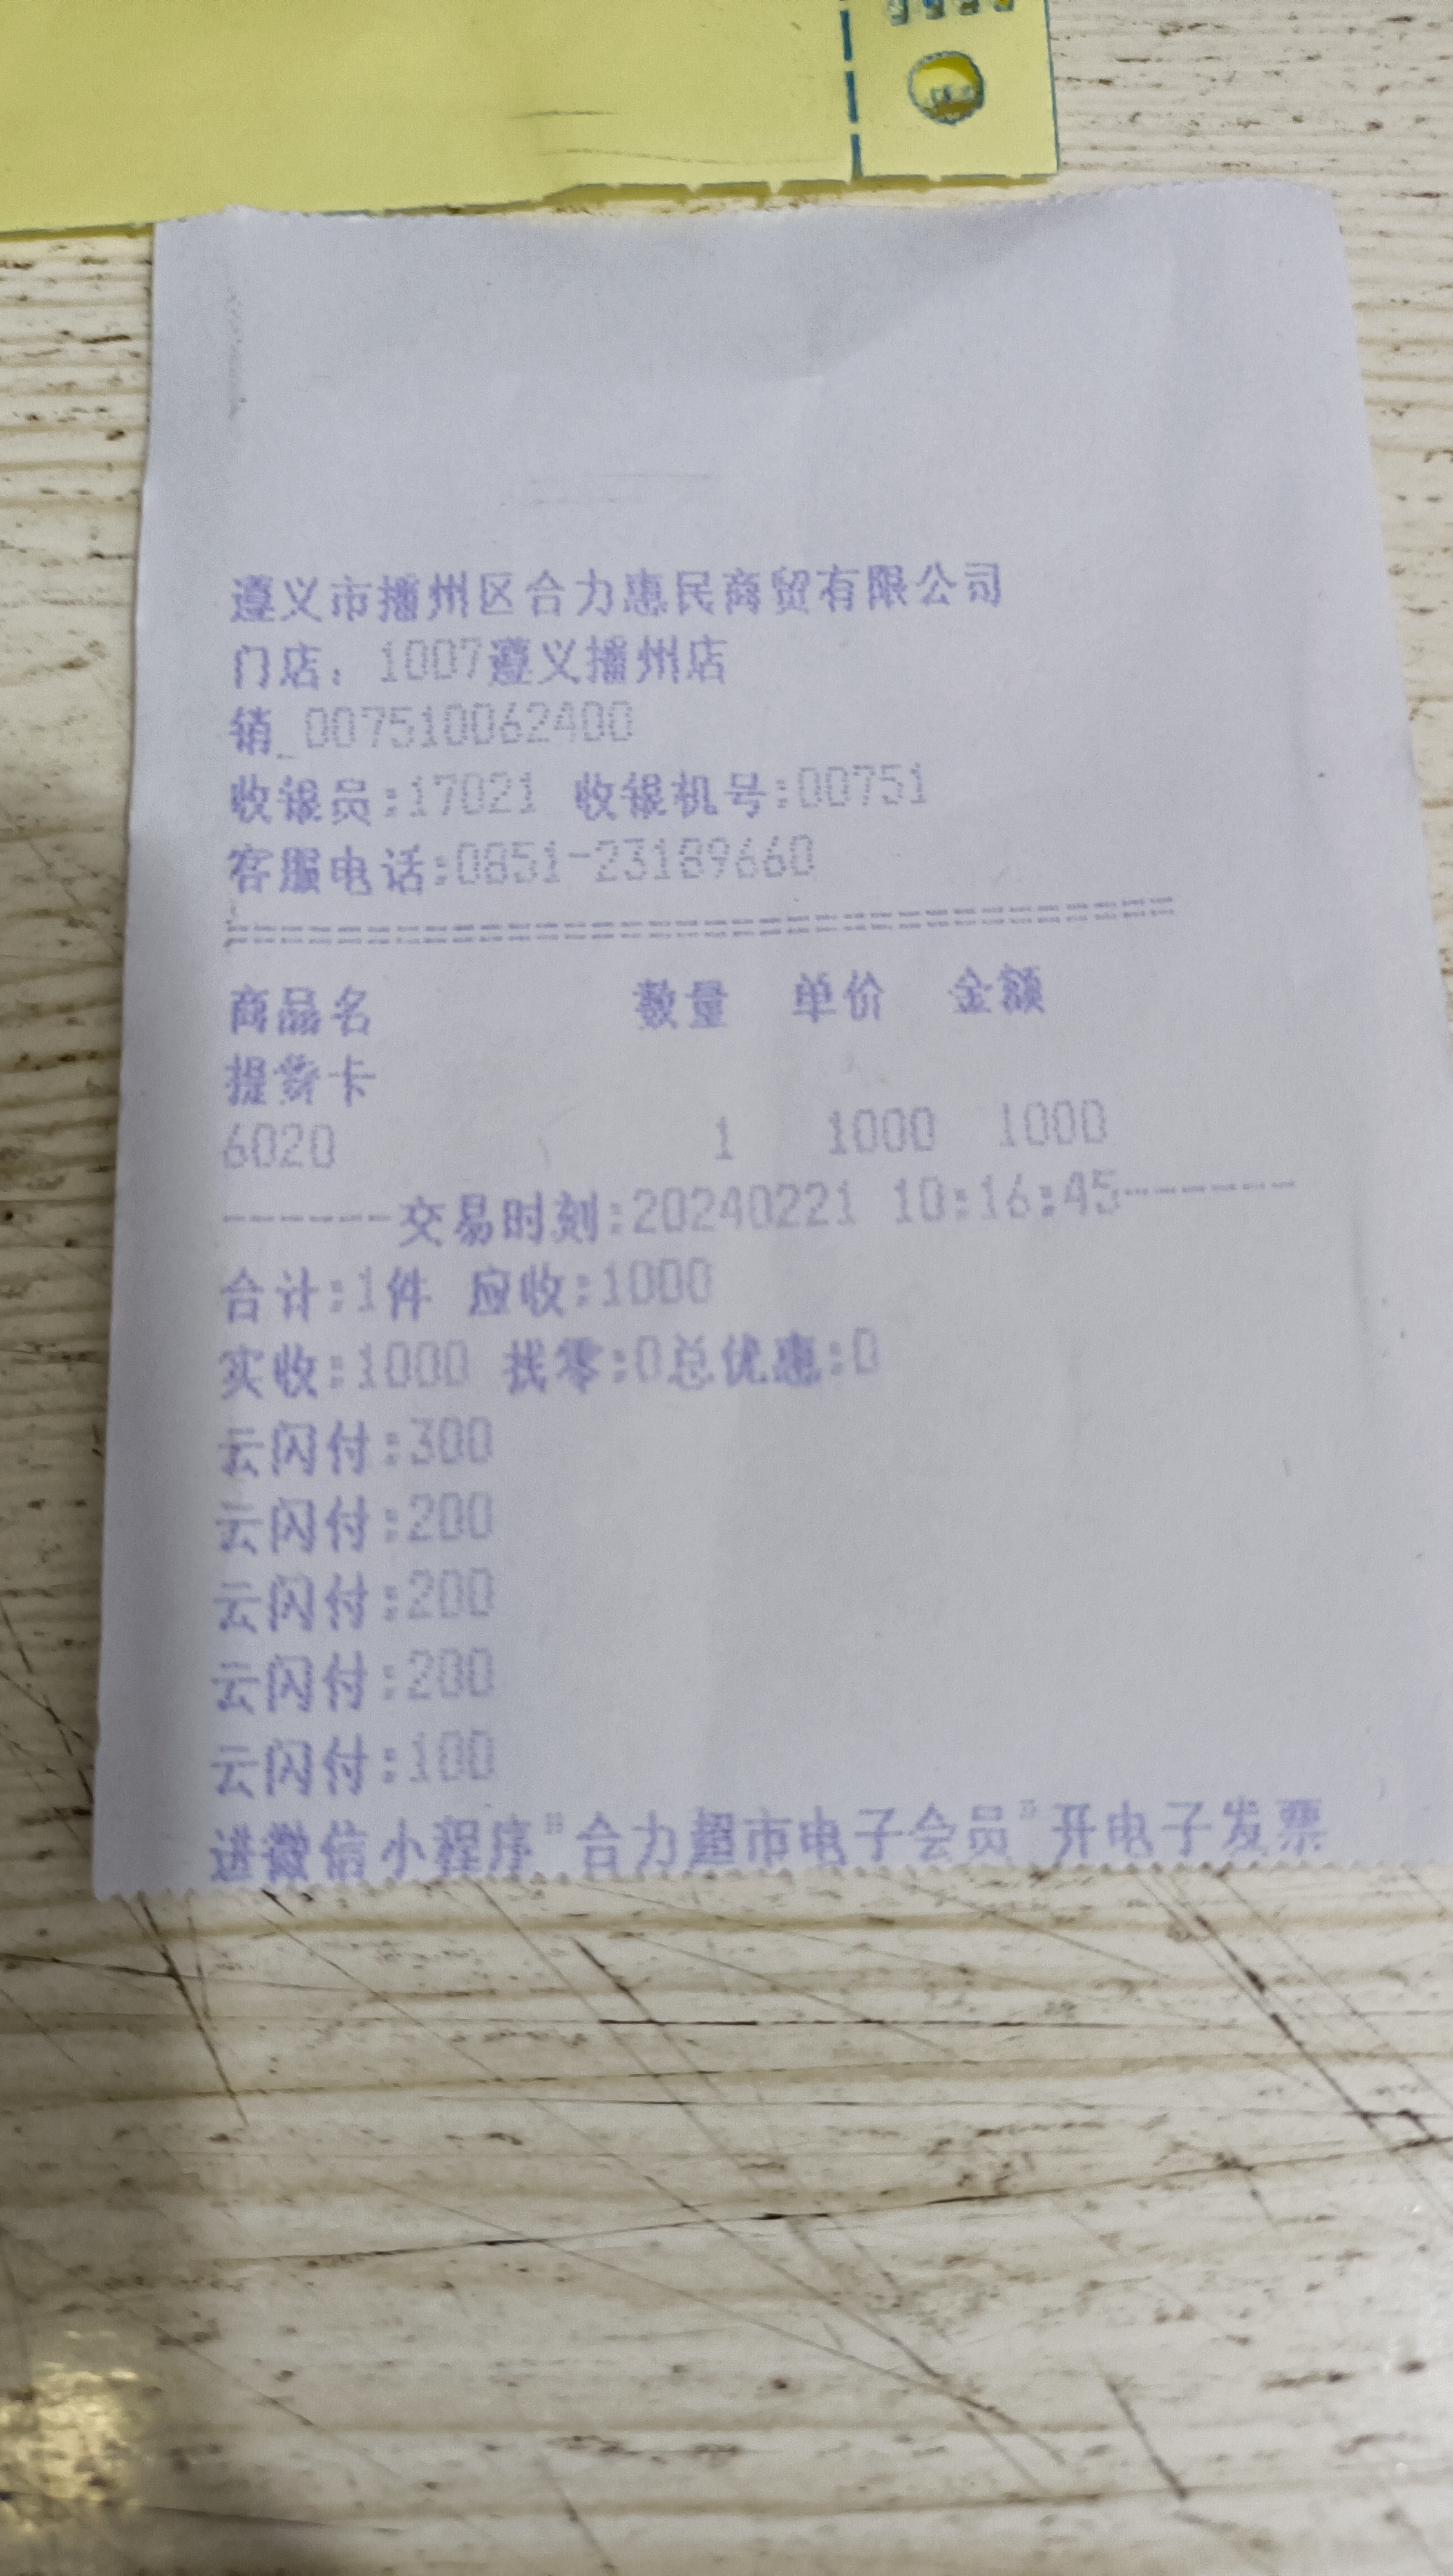 遵义市播州区合力惠民商贸有限公司
门店：1007遵义播州店
销_007510062400
收银员:17021 收银机号:00751
客服电话:0851-23189660
商品名 数量 单价 金额
提货卡
6020 1 1000 1000
-------交易时刻:20240221 10:16:45-------
合计:1件 应收:1000
实收:1000 找零:0总优惠:0
云闪付:300
云闪付:200
云闪付:200
云闪付:200
云闪付:100
进微信小程序"合力超市电子会员"开电子发票